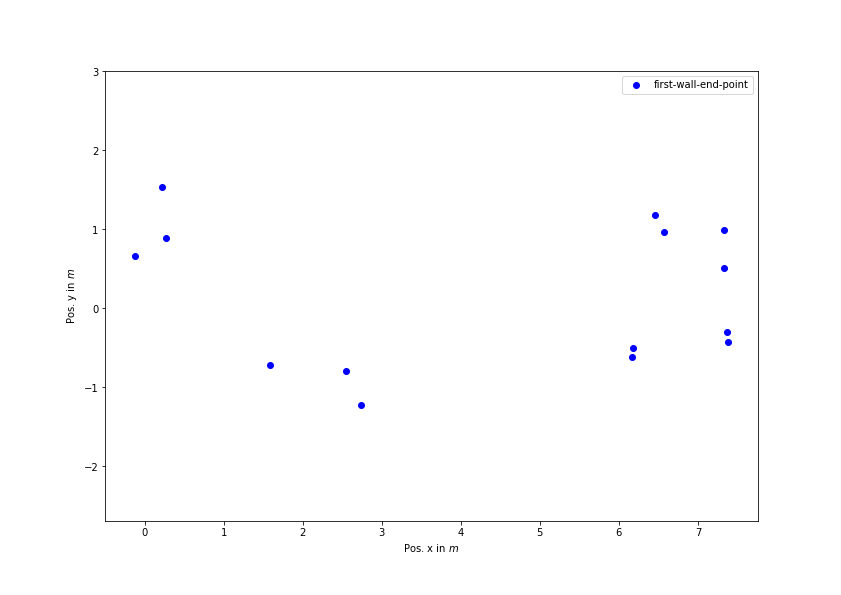 first-wall-end-point
3
2
1
0
−1
−2
Pos. y in m
0 1 2 3 4 5 6 7
Pos. x in m